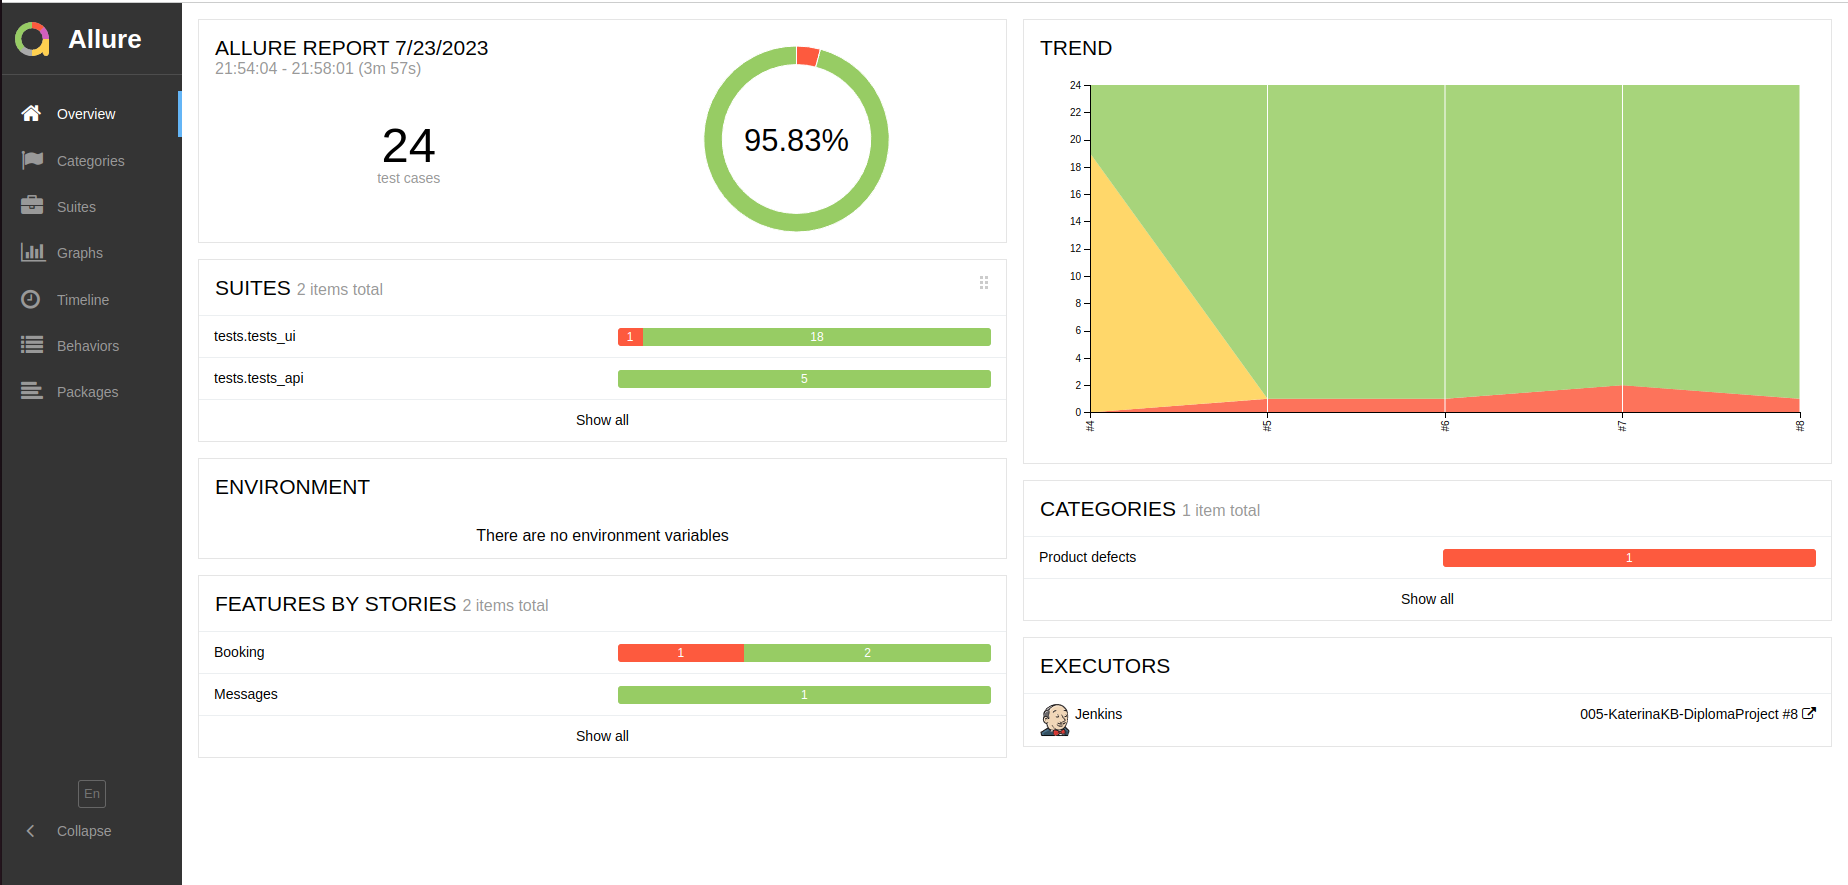 Allure
Overview
Categories
Suites
Graphs
Timeline
Behaviors
Packages
En
Collapse
ALLURE REPORT 7/23/2023
21:54:04 - 21:58:01 (3m 57s)
24
test cases
95.83%
SUITES 2 items total
tests.tests_ui 1 18
tests.tests_api 5
Show all
ENVIRONMENT
There are no environment variables
FEATURES BY STORIES 2 items total
Booking 1 2
Messages 1
Show all
TREND
24
22
20
18
16
14
12
10
8
6
4
2
0
#4 #5 #6 #7 #8
CATEGORIES 1 item total
Product defects 1
Show all
EXECUTORS
Jenkins 005-KaterinaKB-DiplomaProject #8